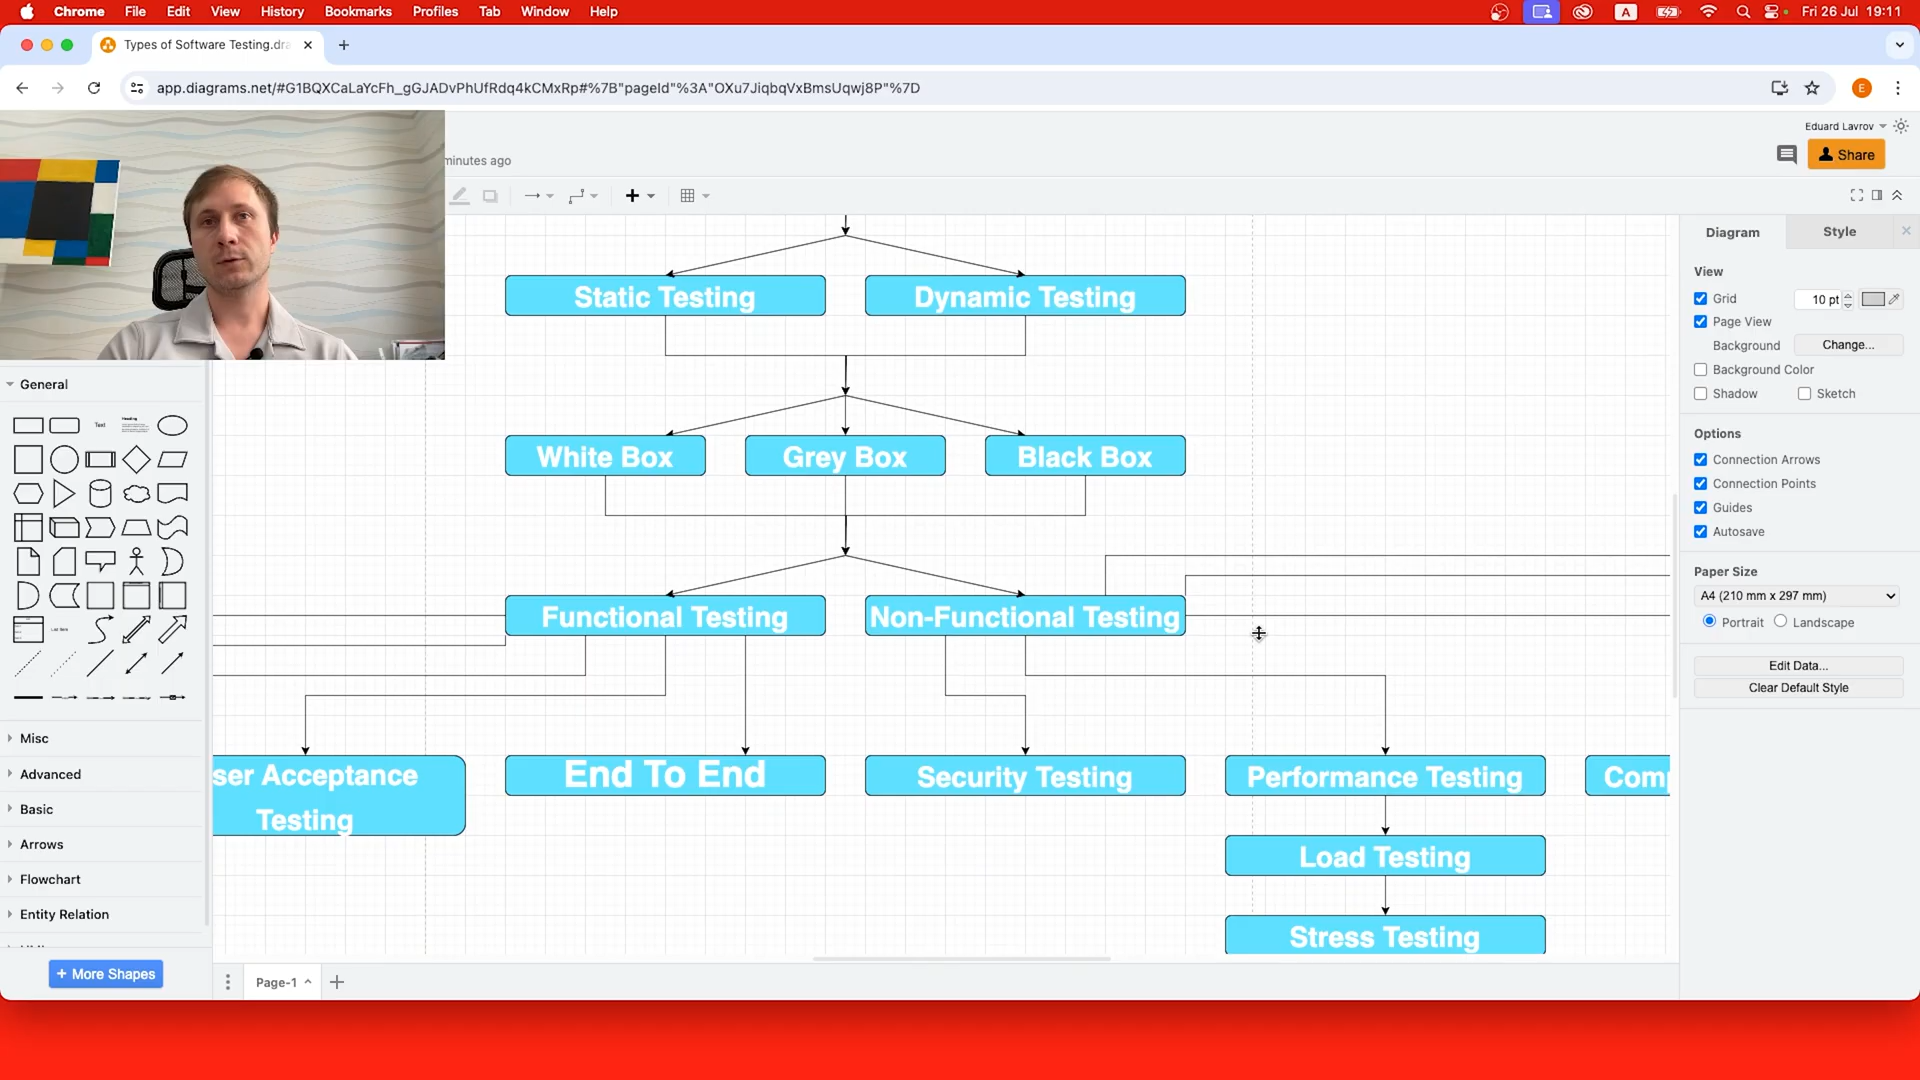 Chrome File Edit View History Bookmarks Profiles Tab Window Help
A
Fri 26 Jul 19:11
Types of Software Testing.dra
app.diagrams.net/#G1BQXCaLaYcFh_gGJADvPhUfRdq4kCMxRp#%7B"pageId"%3A"OXu7JiqbqVxBmsUqwj8P"%7D
E
minutes ago
Eduard Lavrov
Share
Static Testing
Dynamic Testing
White Box
Grey Box
Black Box
Functional Testing
Non-Functional Testing
ser Acceptance
Testing
End To End
Security Testing
Performance Testing
Comp
Load Testing
Stress Testing
General
Text
Heading
Misc
Advanced
Basic
Arrows
Flowchart
Entity Relation
+ More Shapes
Page-1
Diagram
Style
View
Grid
10 pt
Page View
Background
Change...
Background Color
Shadow
Sketch
Options
Connection Arrows
Connection Points
Guides
Autosave
Paper Size
A4 (210 mm x 297 mm)
Portrait
Landscape
Edit Data...
Clear Default Style